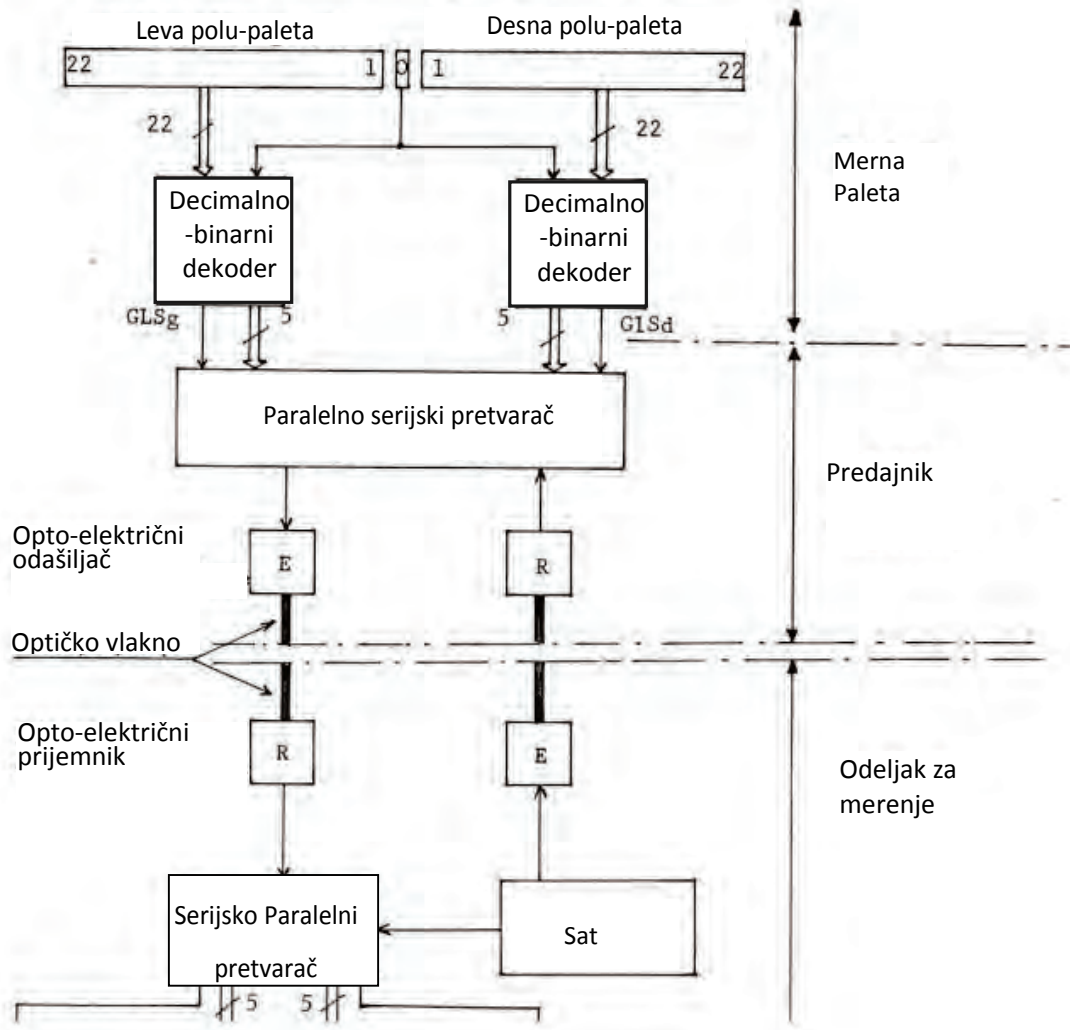 Leva polu-paleta
Desna polu-paleta
22 1 0 1 22
22
22
Merna
Paleta
Decimalno
-binarni
dekoder
Decimalno
-binarni
dekoder
GLSg 5
5 GlSd
Paralelno serijski pretvarač
Predajnik
Opto-električni
odašiljač
E
R
Optičko vlakno
Opto-električni
prijemnik
R
E
Odeljak za
merenje
Serijsko Paralelni
pretvarač
Sat
5 5